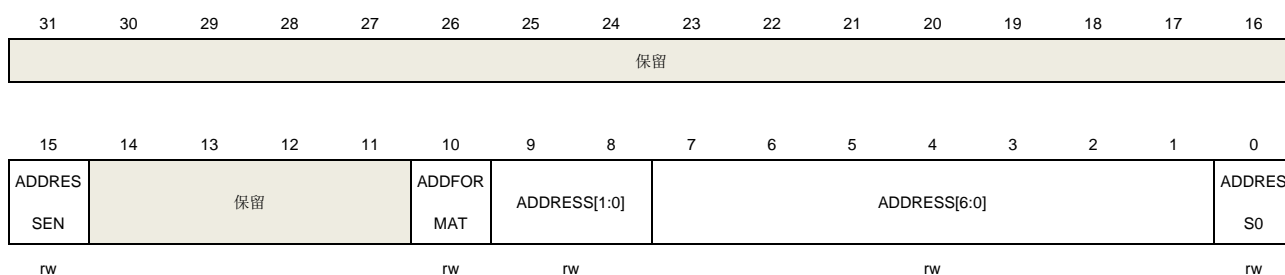 31 30 29 28 27 26 25 24 23 22 21 20 19 18 17 16
保留
15 14 13 12 11 10 9 8 7 6 5 4 3 2 1 0
ADDRES ADDFOR ADDRES
保留 ADDRESS[1:0] ADDRESS[6:0]
SEN MAT S0
rw rw rw rw rw